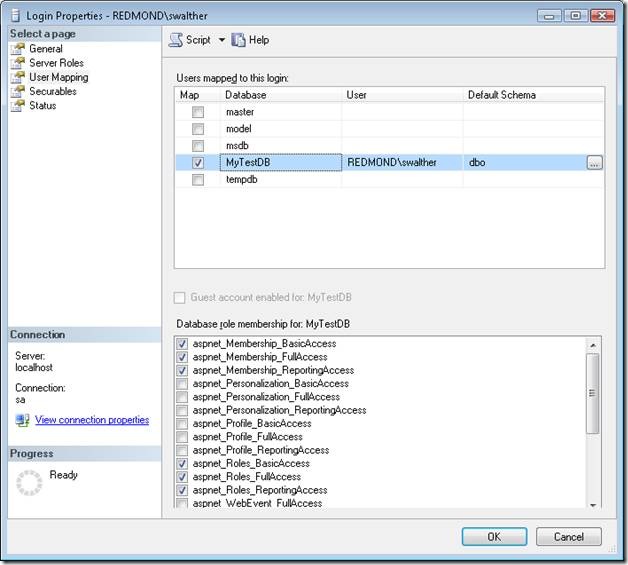 Login Properties - REDMOND\swalther
Select a page
General
Server Roles
User Mapping
Securables
Status
Script Help
Users mapped to this login:
Map Database User Default Schema
master
model
msdb
MyTestDB REDMOND\swalther dbo ...
tempdb
Guest account enabled for: MyTestDB
Database role membership for: MyTestDB
aspnet_Membership_BasicAccess
aspnet_Membership_FullAccess
aspnet_Membership_ReportingAccess
aspnet_Personalization_BasicAccess
aspnet_Personalization_FullAccess
aspnet_Personalization_ReportingAccess
aspnet_Profile_BasicAccess
aspnet_Profile_FullAccess
aspnet_Profile_ReportingAccess
aspnet_Roles_BasicAccess
aspnet_Roles_FullAccess
aspnet_Roles_ReportingAccess
aspnet_WebEvent_FullAccess
Connection
Server:
localhost
Connection:
sa
View connection properties
Progress
Ready
OK Cancel